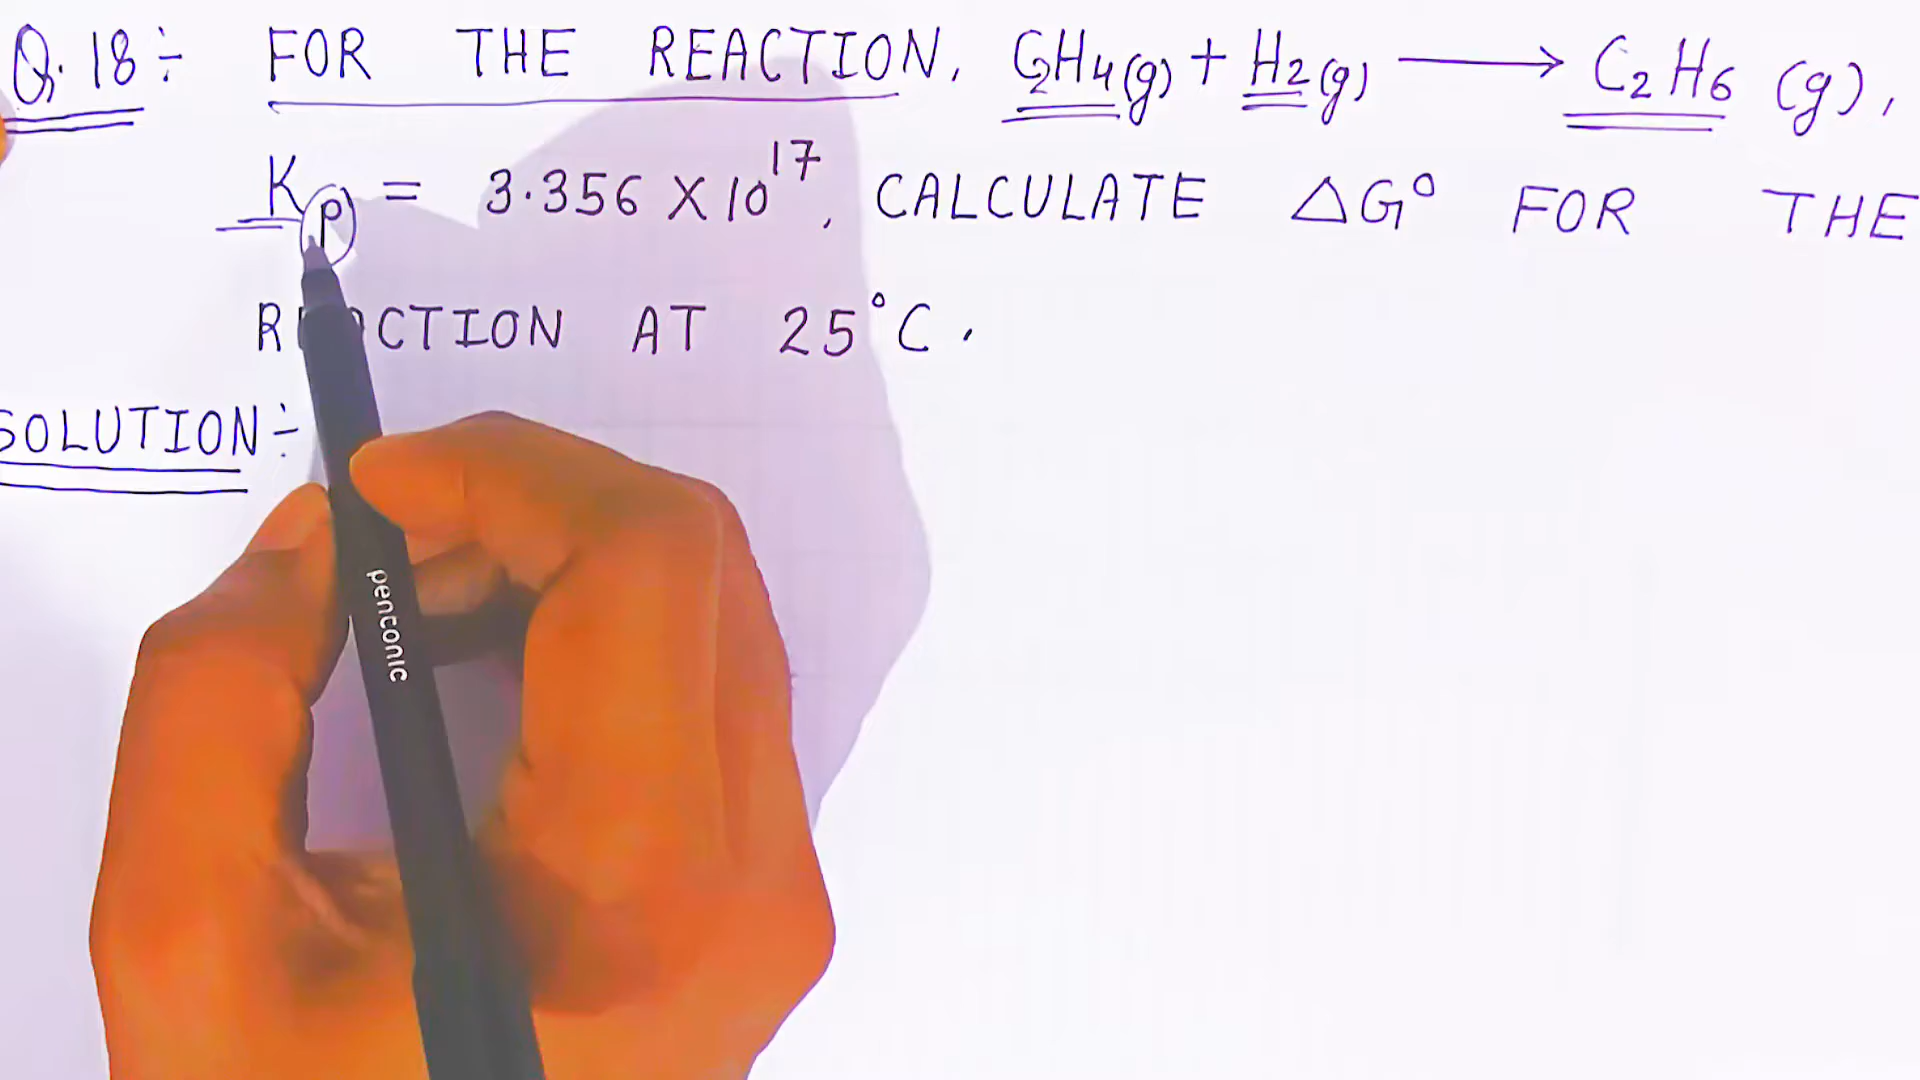 Q.18÷ FOR THE REACTION, C2H4(g) + H2(g) ⟶ C2H6 (g),
Kp = 3.356 X 10^17, CALCULATE ΔG° FOR THE
CTION AT 25°C.
SOLUTION÷
penconic